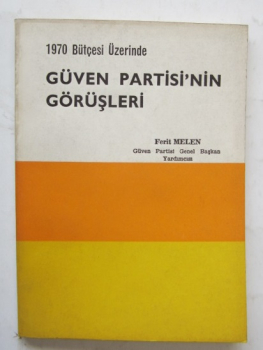 1970 Bütçesi Üzerinde
GÜVEN PARTİSİ'NİN
GÖRÜŞLERİ
Ferit MELEN
Güven Partisi Genel Başkan
Yardımcısı